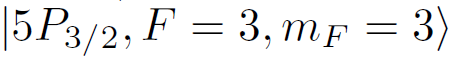 |5P_{3/2}, F = 3, m_F = 3⟩